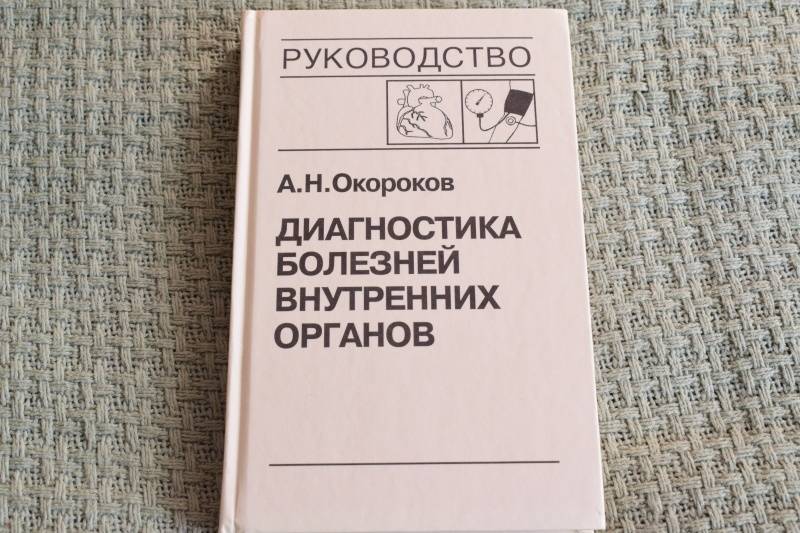 РУКОВОДСТВО
А.Н.Окороков
ДИАГНОСТИКА
БОЛЕЗНЕЙ
ВНУТРЕННИХ
ОРГАНОВ